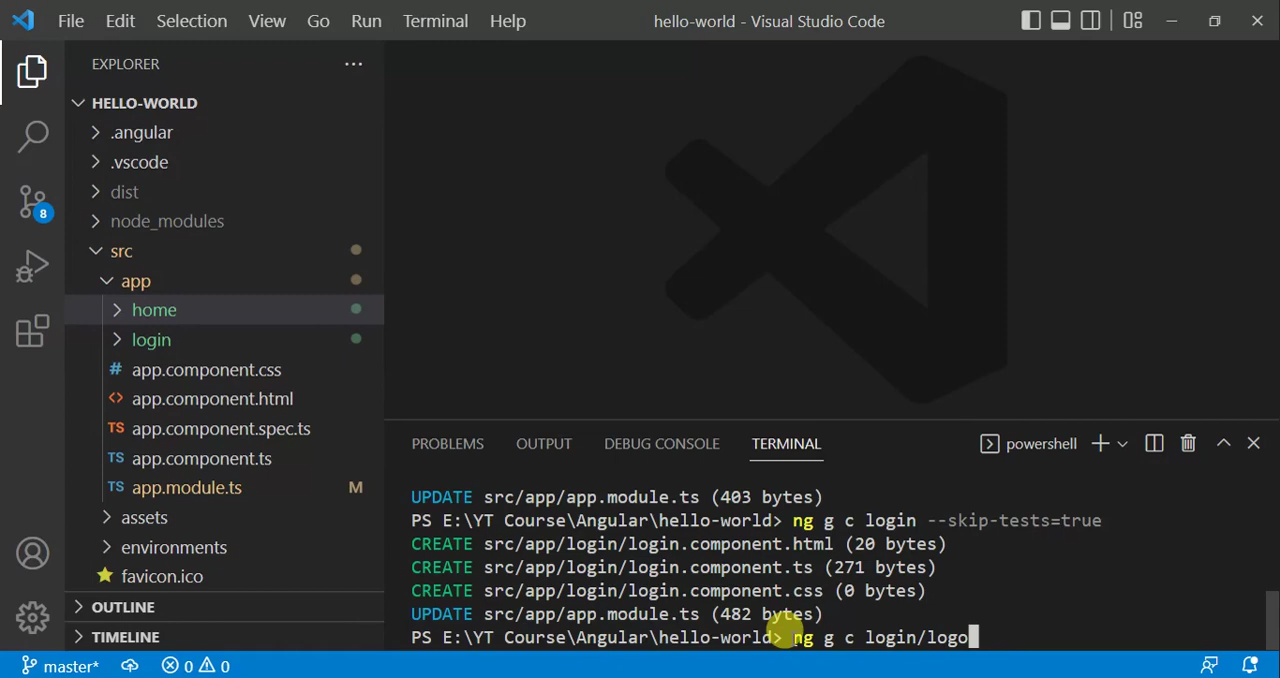 File Edit Selection View Go Run Terminal Help hello-world - Visual Studio Code
EXPLORER
HELLO-WORLD
.angular
.vscode
dist
node_modules
src
app
home
login
# app.component.css
<> app.component.html
TS app.component.spec.ts
TS app.component.ts
TS app.module.ts M
assets
environments
favicon.ico
OUTLINE
TIMELINE
8
PROBLEMS OUTPUT DEBUG CONSOLE TERMINAL powershell
UPDATE src/app/app.module.ts (403 bytes)
PS E:\YT Course\Angular\hello-world> ng g c login --skip-tests=true
CREATE src/app/login/login.component.html (20 bytes)
CREATE src/app/login/login.component.ts (271 bytes)
CREATE src/app/login/login.component.css (0 bytes)
UPDATE src/app/app.module.ts (482 bytes)
PS E:\YT Course\Angular\hello-world> ng g c login/logo
master* 0 0